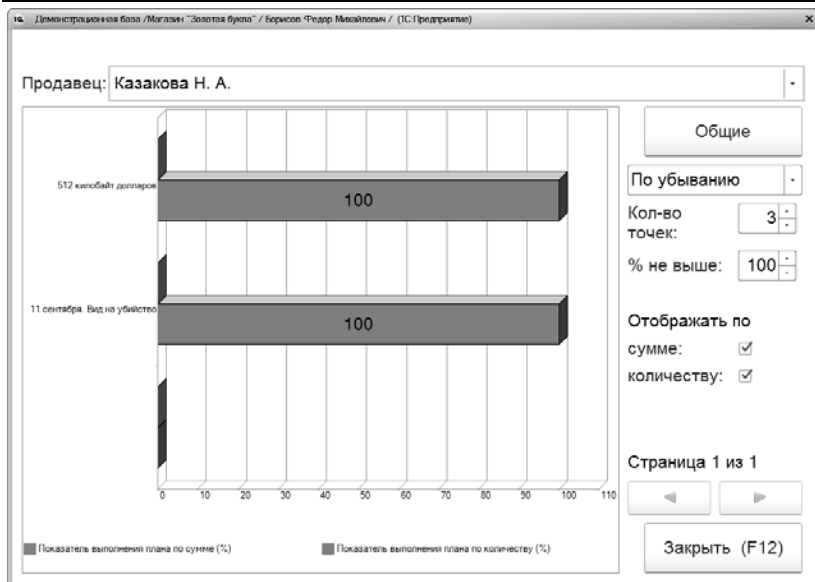 Демонстрационная база /Магазин "Золотая буква" / Борисов Федор Михайлович / (1С:Предприятие)
Продавец: Казакова Н. А.
Общие
По убыванию
Кол-во точек: 3
% не выше: 100
Отображать по
сумме:
количеству:
Страница 1 из 1
Закрыть (F12)
512 килобайт долларов
100
11 сентября. Вид на убийство
100
0 10 20 30 40 50 60 70 80 90 100 110
Показатель выполнения плана по сумме (%)
Показатель выполнения плана по количеству (%)